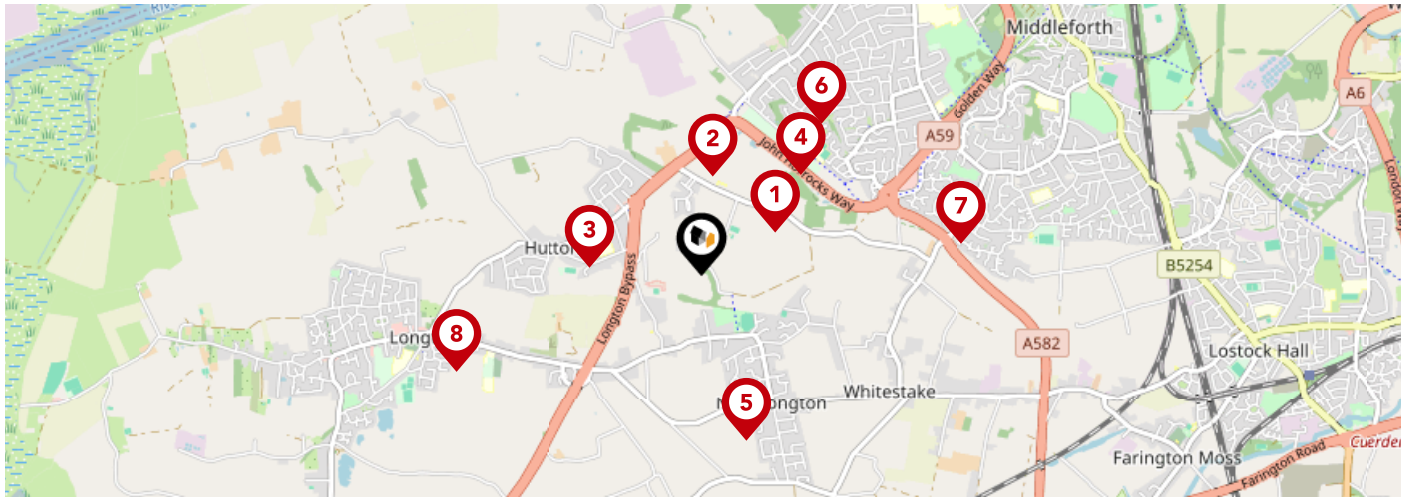 Middleforth
Golden Way
A6
6
A59
2
4
John Horrocks Way
London Way
1
7
3
Hutton
B5254
Longton Bypass
8
A582
Lostock Hall
5
Whitestake
Farington Moss
Farington Road